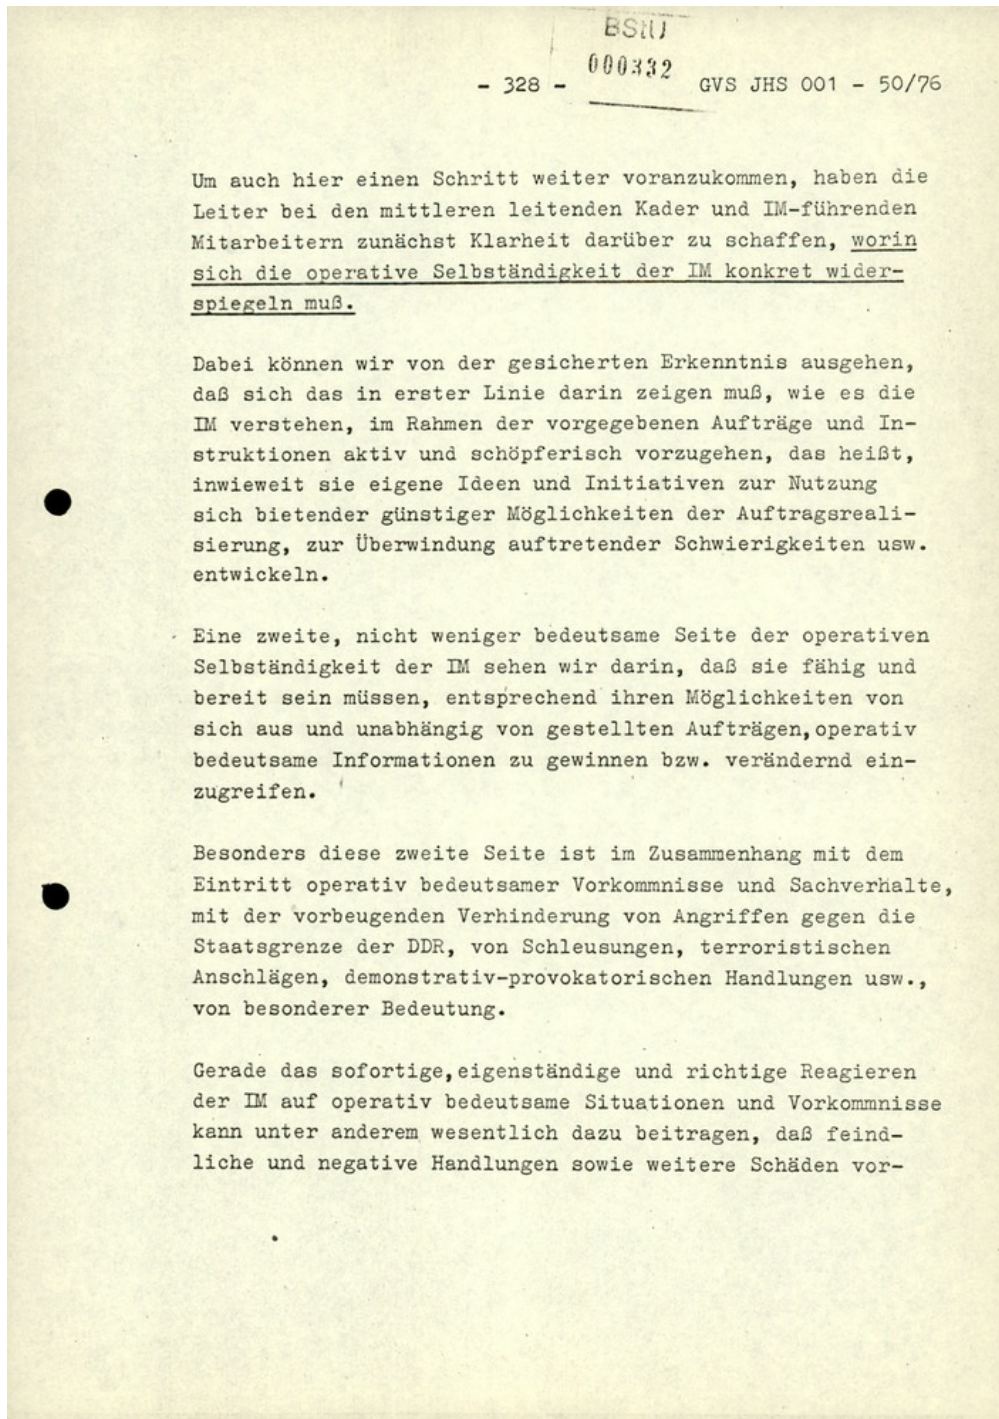 BStU
000332
- 328 - GVS JHS 001 - 50/76
Um auch hier einen Schritt weiter voranzukommen, haben die
Leiter bei den mittleren leitenden Kader und IM-führenden
Mitarbeitern zunächst Klarheit darüber zu schaffen, worin
sich die operative Selbständigkeit der IM konkret wider-
spiegeln muß.
Dabei können wir von der gesicherten Erkenntnis ausgehen,
daß sich das in erster Linie darin zeigen muß, wie es die
IM verstehen, im Rahmen der vorgegebenen Aufträge und In-
struktionen aktiv und schöpferisch vorzugehen, das heißt,
inwieweit sie eigene Ideen und Initiativen zur Nutzung
sich bietender günstiger Möglichkeiten der Auftragsreali-
sierung, zur Überwindung auftretender Schwierigkeiten usw.
entwickeln.
Eine zweite, nicht weniger bedeutsame Seite der operativen
Selbständigkeit der IM sehen wir darin, daß sie fähig und
bereit sein müssen, entsprechend ihren Möglichkeiten von
sich aus und unabhängig von gestellten Aufträgen, operativ
bedeutsame Informationen zu gewinnen bzw. verändernd ein-
zugreifen.
Besonders diese zweite Seite ist im Zusammenhang mit dem
Eintritt operativ bedeutsamer Vorkommnisse und Sachverhalte,
mit der vorbeugenden Verhinderung von Angriffen gegen die
Staatsgrenze der DDR, von Schleusungen, terroristischen
Anschlägen, demonstrativ-provokatorischen Handlungen usw.,
von besonderer Bedeutung.
Gerade das sofortige, eigenständige und richtige Reagieren
der IM auf operativ bedeutsame Situationen und Vorkommnisse
kann unter anderem wesentlich dazu beitragen, daß feind-
liche und negative Handlungen sowie weitere Schäden vor-